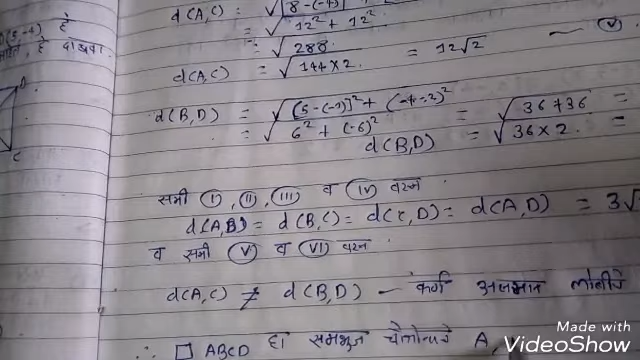 D(5,-4) हे
d(A,C) : √[8-(-4)]
= √12² + 12²
= √288
d(A,C) = √144×2 = 12√2 — Ⓥ
d(B,D) = √(5-(-1))² + (-4-2)² = √36+36 =
= √6² + (-6)² = √36×2 =
d(B,D)
समी Ⓘ, Ⓘⓘ, Ⓘⓘⓘ व Ⓘⓥ वरून
d(A,B) = d(B,C) = d(C,D) = d(A,D) = 3√
व समी Ⓥ व ⓋⒾ वरून
d(A,C) ≠ d(B,D) — कर्ण असमान लांबीचे
∴ □ ABCD हा समभुज चौकोनाचे A,
Made with
VideoShow